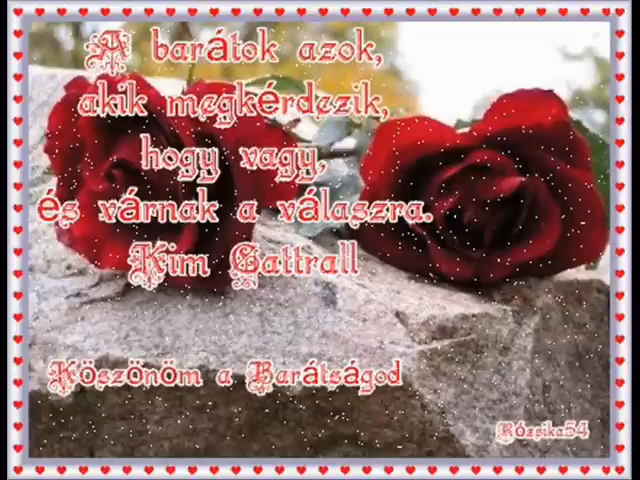 A barátok azok,
akik megkérdezik,
hogy vagy,
és várnak a válaszra.
Kim Cattrall
Köszönöm a Barátságod
Rózsika54